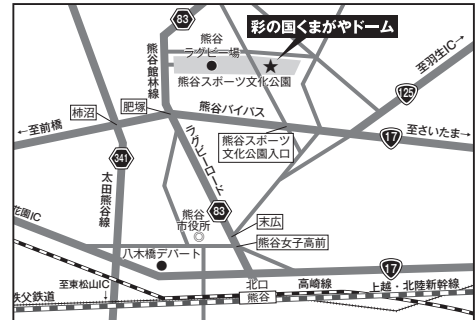 83
彩の国くまがやドーム
熊谷
ラグビー場
熊谷館林線
熊谷スポーツ文化公園
至羽生IC→
125
柿沼
肥塚
熊谷バイパス
←至前橋
熊谷スポーツ
文化公園入口
17
至さいたま→
341
太田熊谷線
ラグビーロード
83
熊谷
市役所
末広
熊谷女子高前
花園IC
八木橋デパート
17
←至東松山IC
北口
高崎線
上越・北陸新幹線
秩父鉄道
熊谷